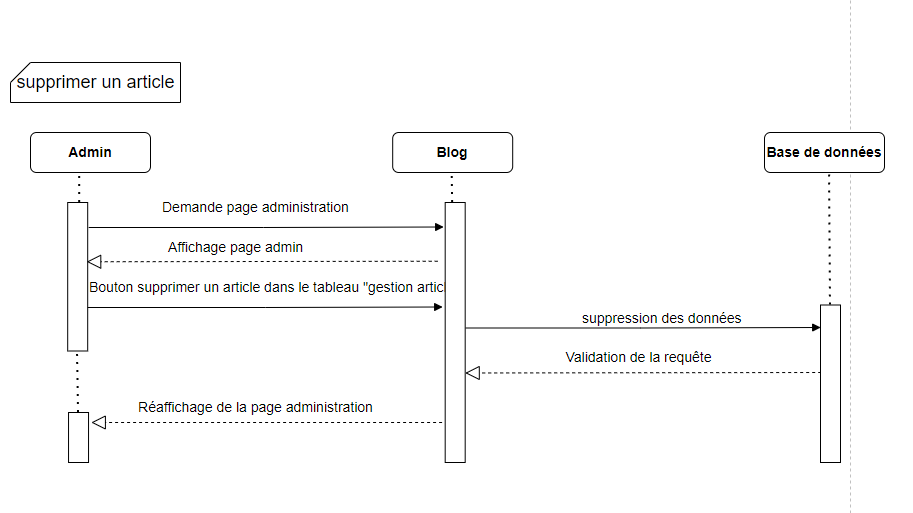 supprimer un article
Admin
Blog
Base de données
Demande page administration
Affichage page admin
Bouton supprimer un article dans le tableau "gestion
suppression des données
Validation de la requête
Réaffichage de la page administration